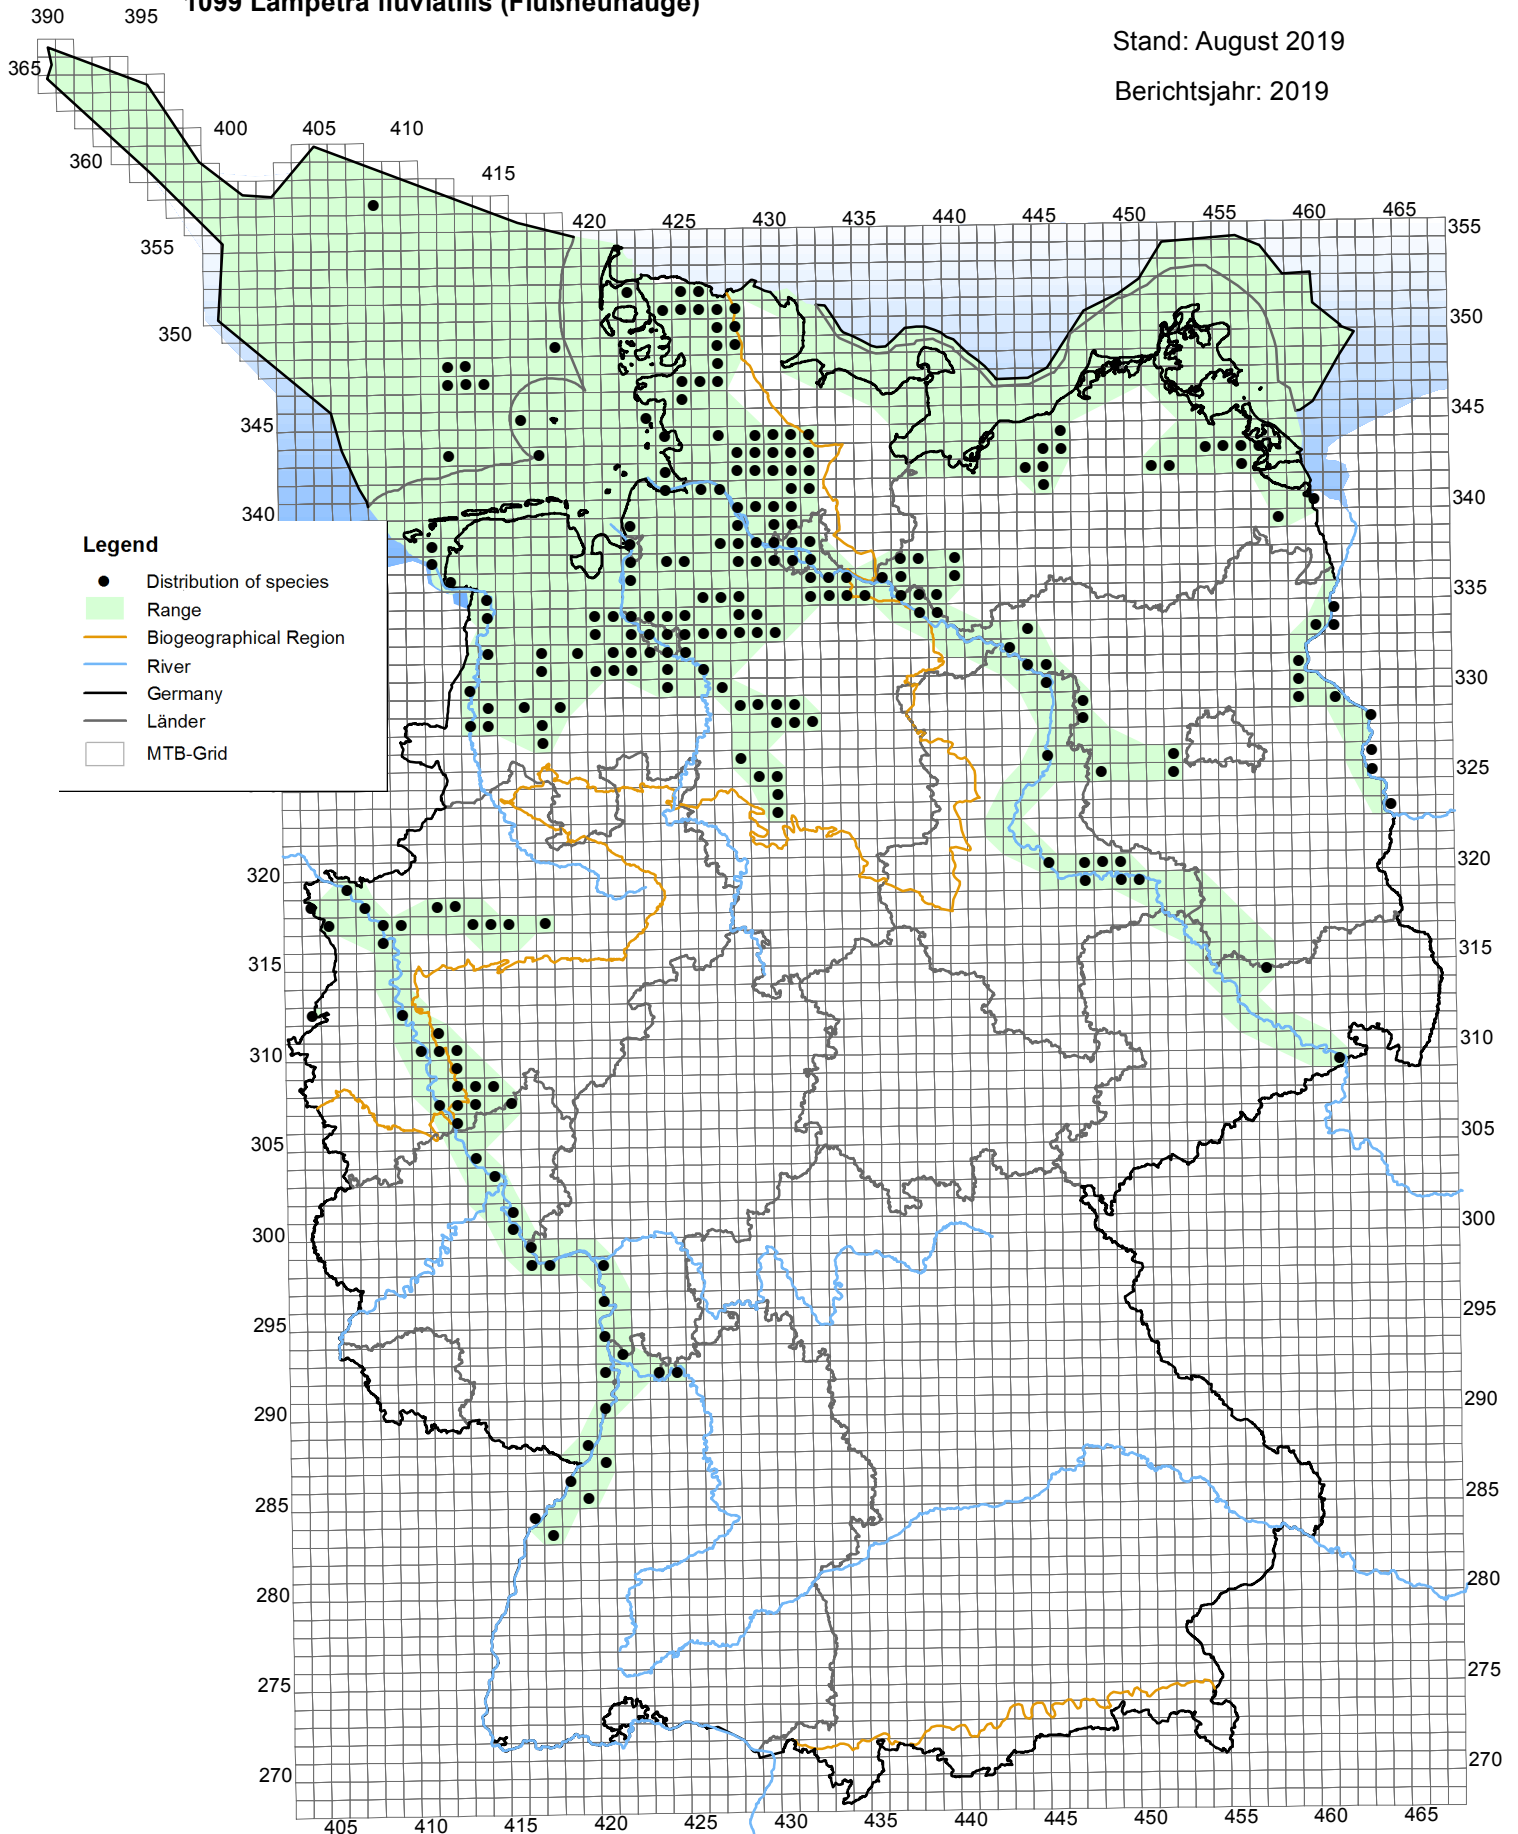 1099 Lampetra fluviatilis (Flußneunauge)
Stand: August 2019
Berichtsjahr: 2019
390 395
365
400 405 410
360
415
420 425 430 435 440 445 450 455 460 465
355 355
350 350
345 345
340 340
Legend
Distribution of species
Range
Biogeographical Region
River
Germany
Länder
MTB-Grid
335
330
325
320 320
315 315
310 310
305 305
300 300
295 295
290 290
285 285
280 280
275 275
270 270
405 410 415 420 425 430 435 440 445 450 455 460 465